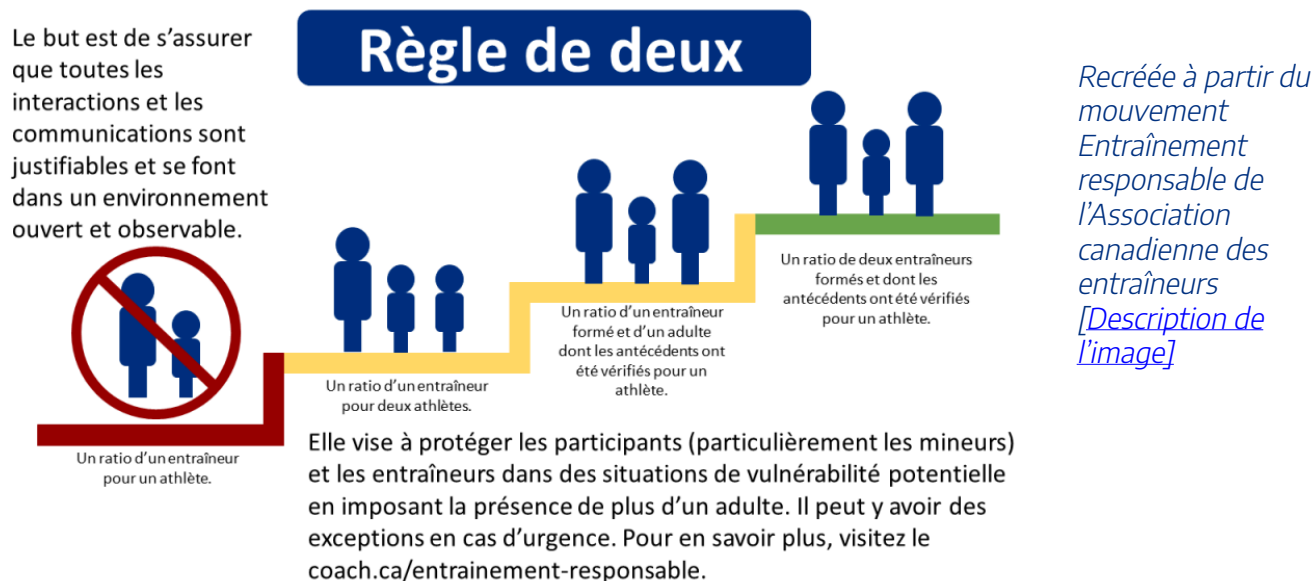 Règle de deux
Le but est de s’assurer
que toutes les
interactions et les
communications sont
justifiables et se font
dans un environnement
ouvert et observable.
Un ratio d’un entraîneur
pour un athlète.
Un ratio d’un entraîneur
pour deux athlètes.
Un ratio d’un entraîneur
formé et d’un adulte
dont les antécédents ont
été vérifiés pour un
athlète.
Un ratio de deux entraîneurs
formés et dont les
antécédents ont été vérifiés
pour un athlète.
Elle vise à protéger les participants (particulièrement les mineurs)
et les entraîneurs dans des situations de vulnérabilité potentielle
en imposant la présence de plus d’un adulte. Il peut y avoir des
exceptions en cas d’urgence. Pour en savoir plus, visitez le
coach.ca/entrainement-responsable.
Recréée à partir du
mouvement
Entraînement
responsable de
l’Association
canadienne des
entraîneurs
[Description de
l’image]